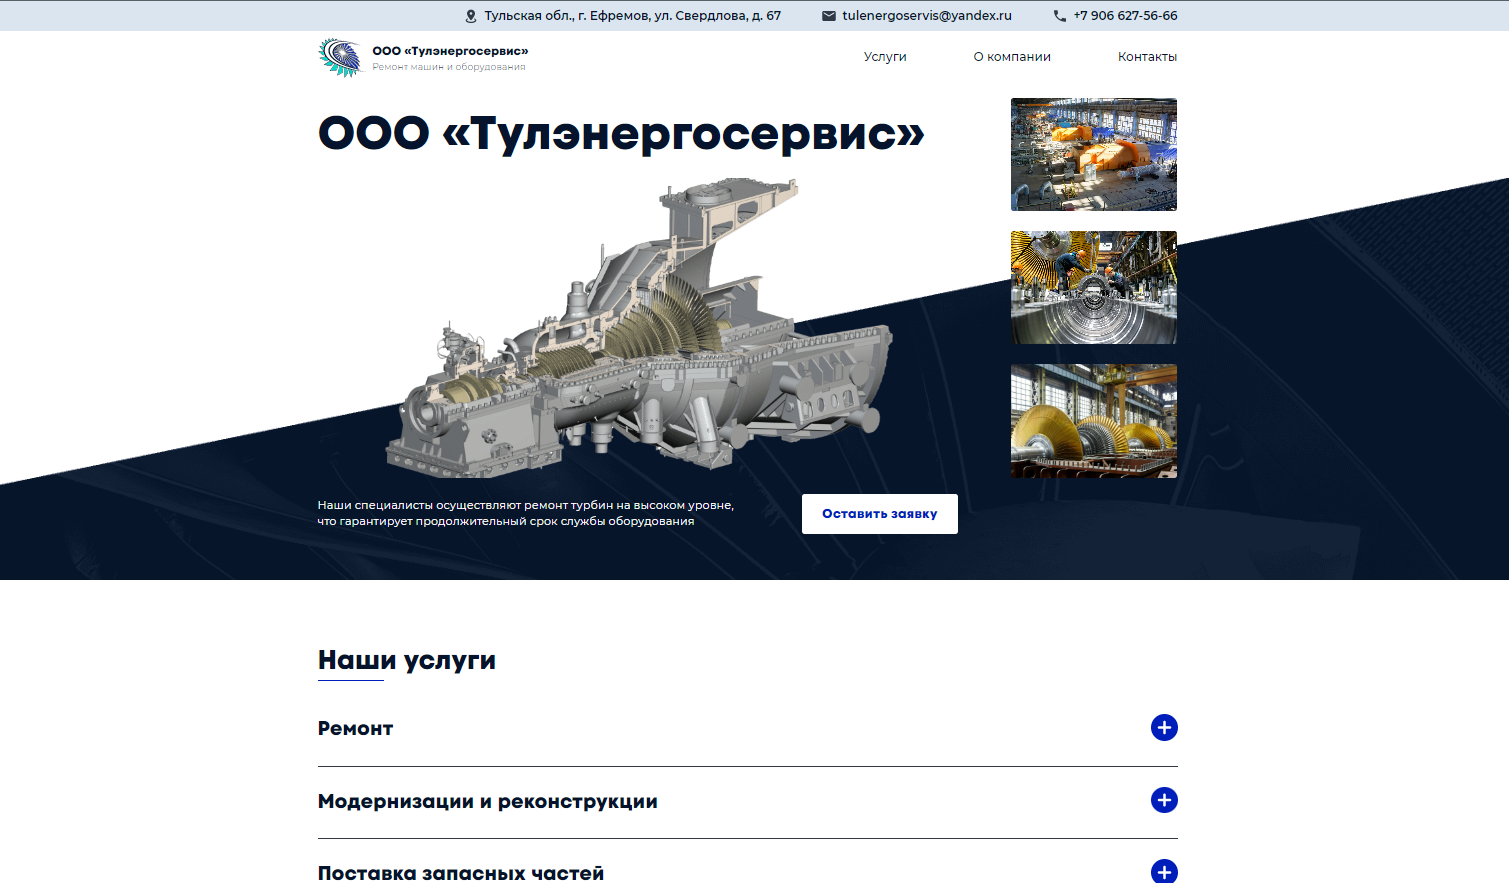 Тульская обл., г. Ефремов, ул. Свердлова, д. 67
tulenergoservis@yandex.ru
+7 906 627-56-66
ООО «Тулэнергосервис»
Ремонт машин и оборудования
Услуги
О компании
Контакты
ООО «Тулэнергосервис»
Наши специалисты осуществляют ремонт турбин на высоком уровне,
что гарантирует продолжительный срок службы оборудования
Оставить заявку
Наши услуги
Ремонт
Модернизации и реконструкции
Поставка запасных частей